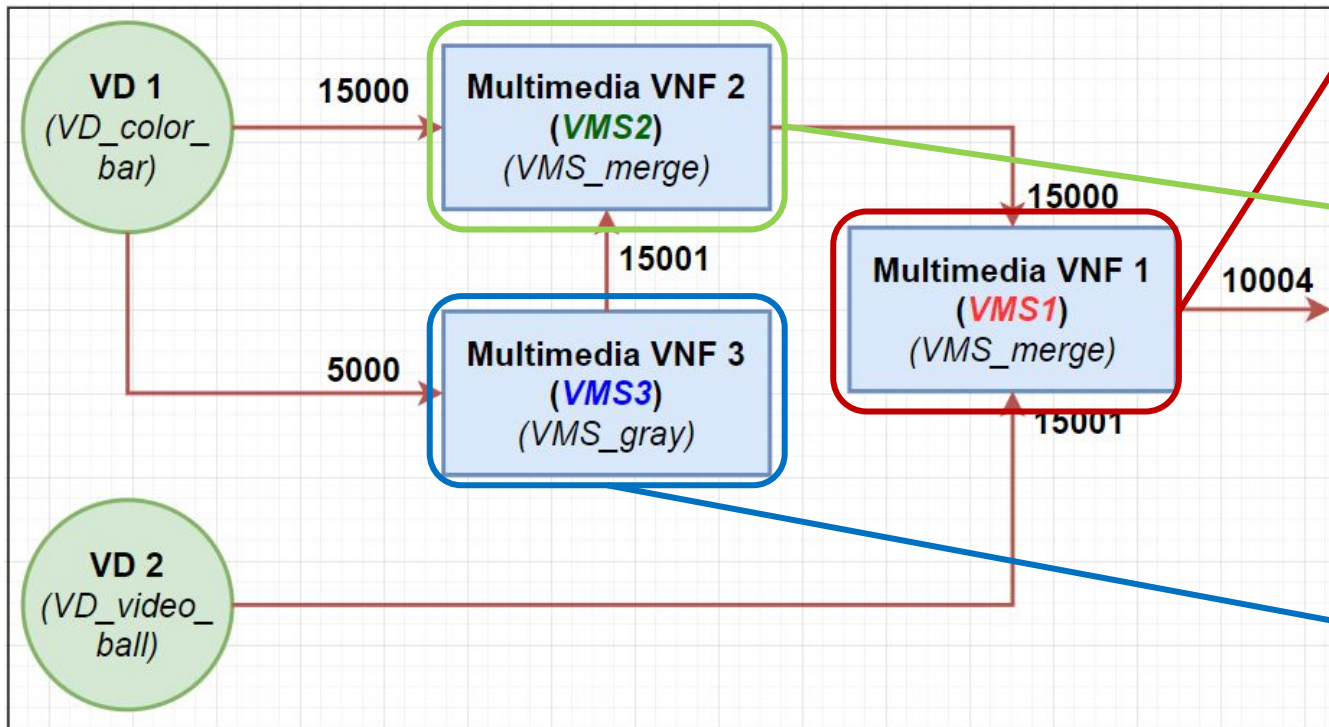 VD 1
(VD_color_
bar)
15000
Multimedia VNF 2
(VMS2)
(VMS_merge)
15000
15001
Multimedia VNF 1
(VMS1)
(VMS_merge)
10004
5000
Multimedia VNF 3
(VMS3)
(VMS_gray)
15001
VD 2
(VD_video_
ball)